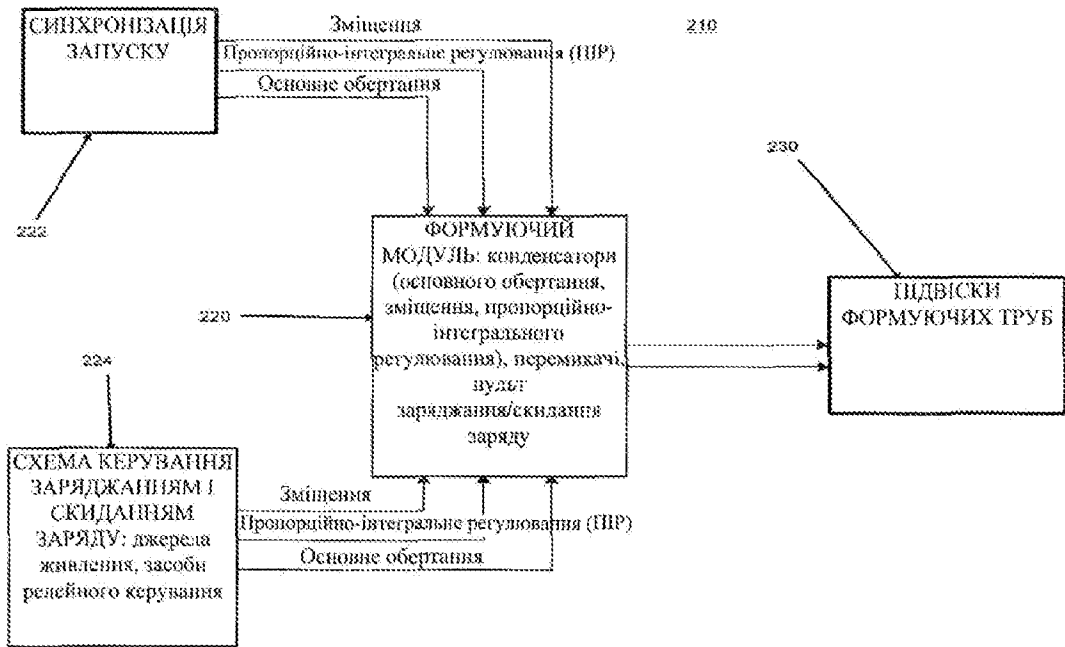 СИНХРОНІЗАЦІЯ
ЗАПУСКУ
Зміщення
Пропорційно-інтегральне регулювання (ПІР)
Основне обертання
210
222
230
220
ФОРМУЮЧИЙ
МОДУЛЬ: конденсатори
(основного обертання,
зміщення, пропорційно-
інтегрального
регулювання), перемикачі,
пульт
заряджання/скидання
заряду
ПІДВІСКИ
ФОРМУЮЧИХ ТРУБ
224
СХЕМА КЕРУВАННЯ
ЗАРЯДЖАННЯМ І
СКИДАННЯМ
ЗАРЯДУ: джерела
живлення, засоби
релейного керування
Зміщення
Пропорційно-інтегральне регулювання (ПІР)
Основне обертання